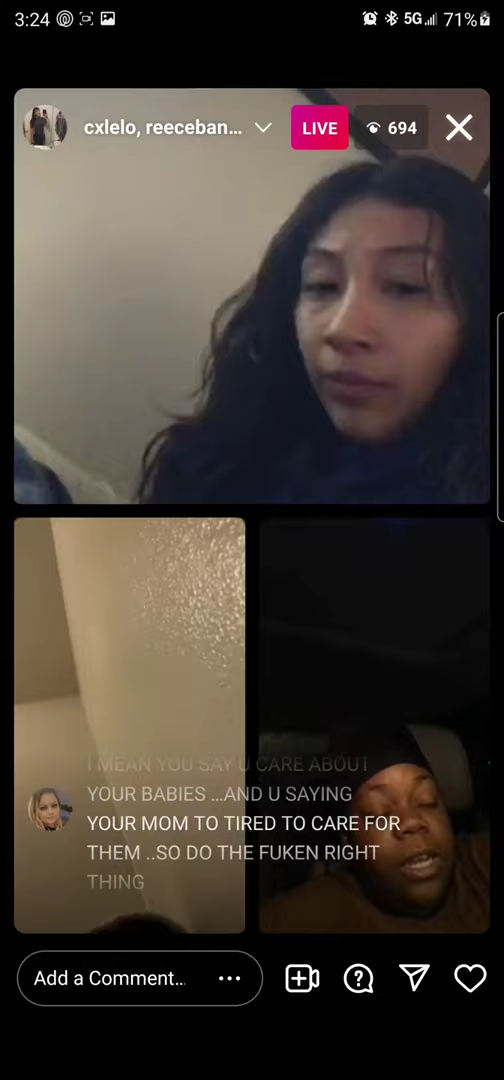 3:24
5G
71%
cxlelo, reeceban...
LIVE
694
I MEAN YOU SAY U CARE ABOUT
YOUR BABIES ...AND U SAYING
YOUR MOM TO TIRED TO CARE FOR
THEM ..SO DO THE FUKEN RIGHT
THING
Add a Comment...